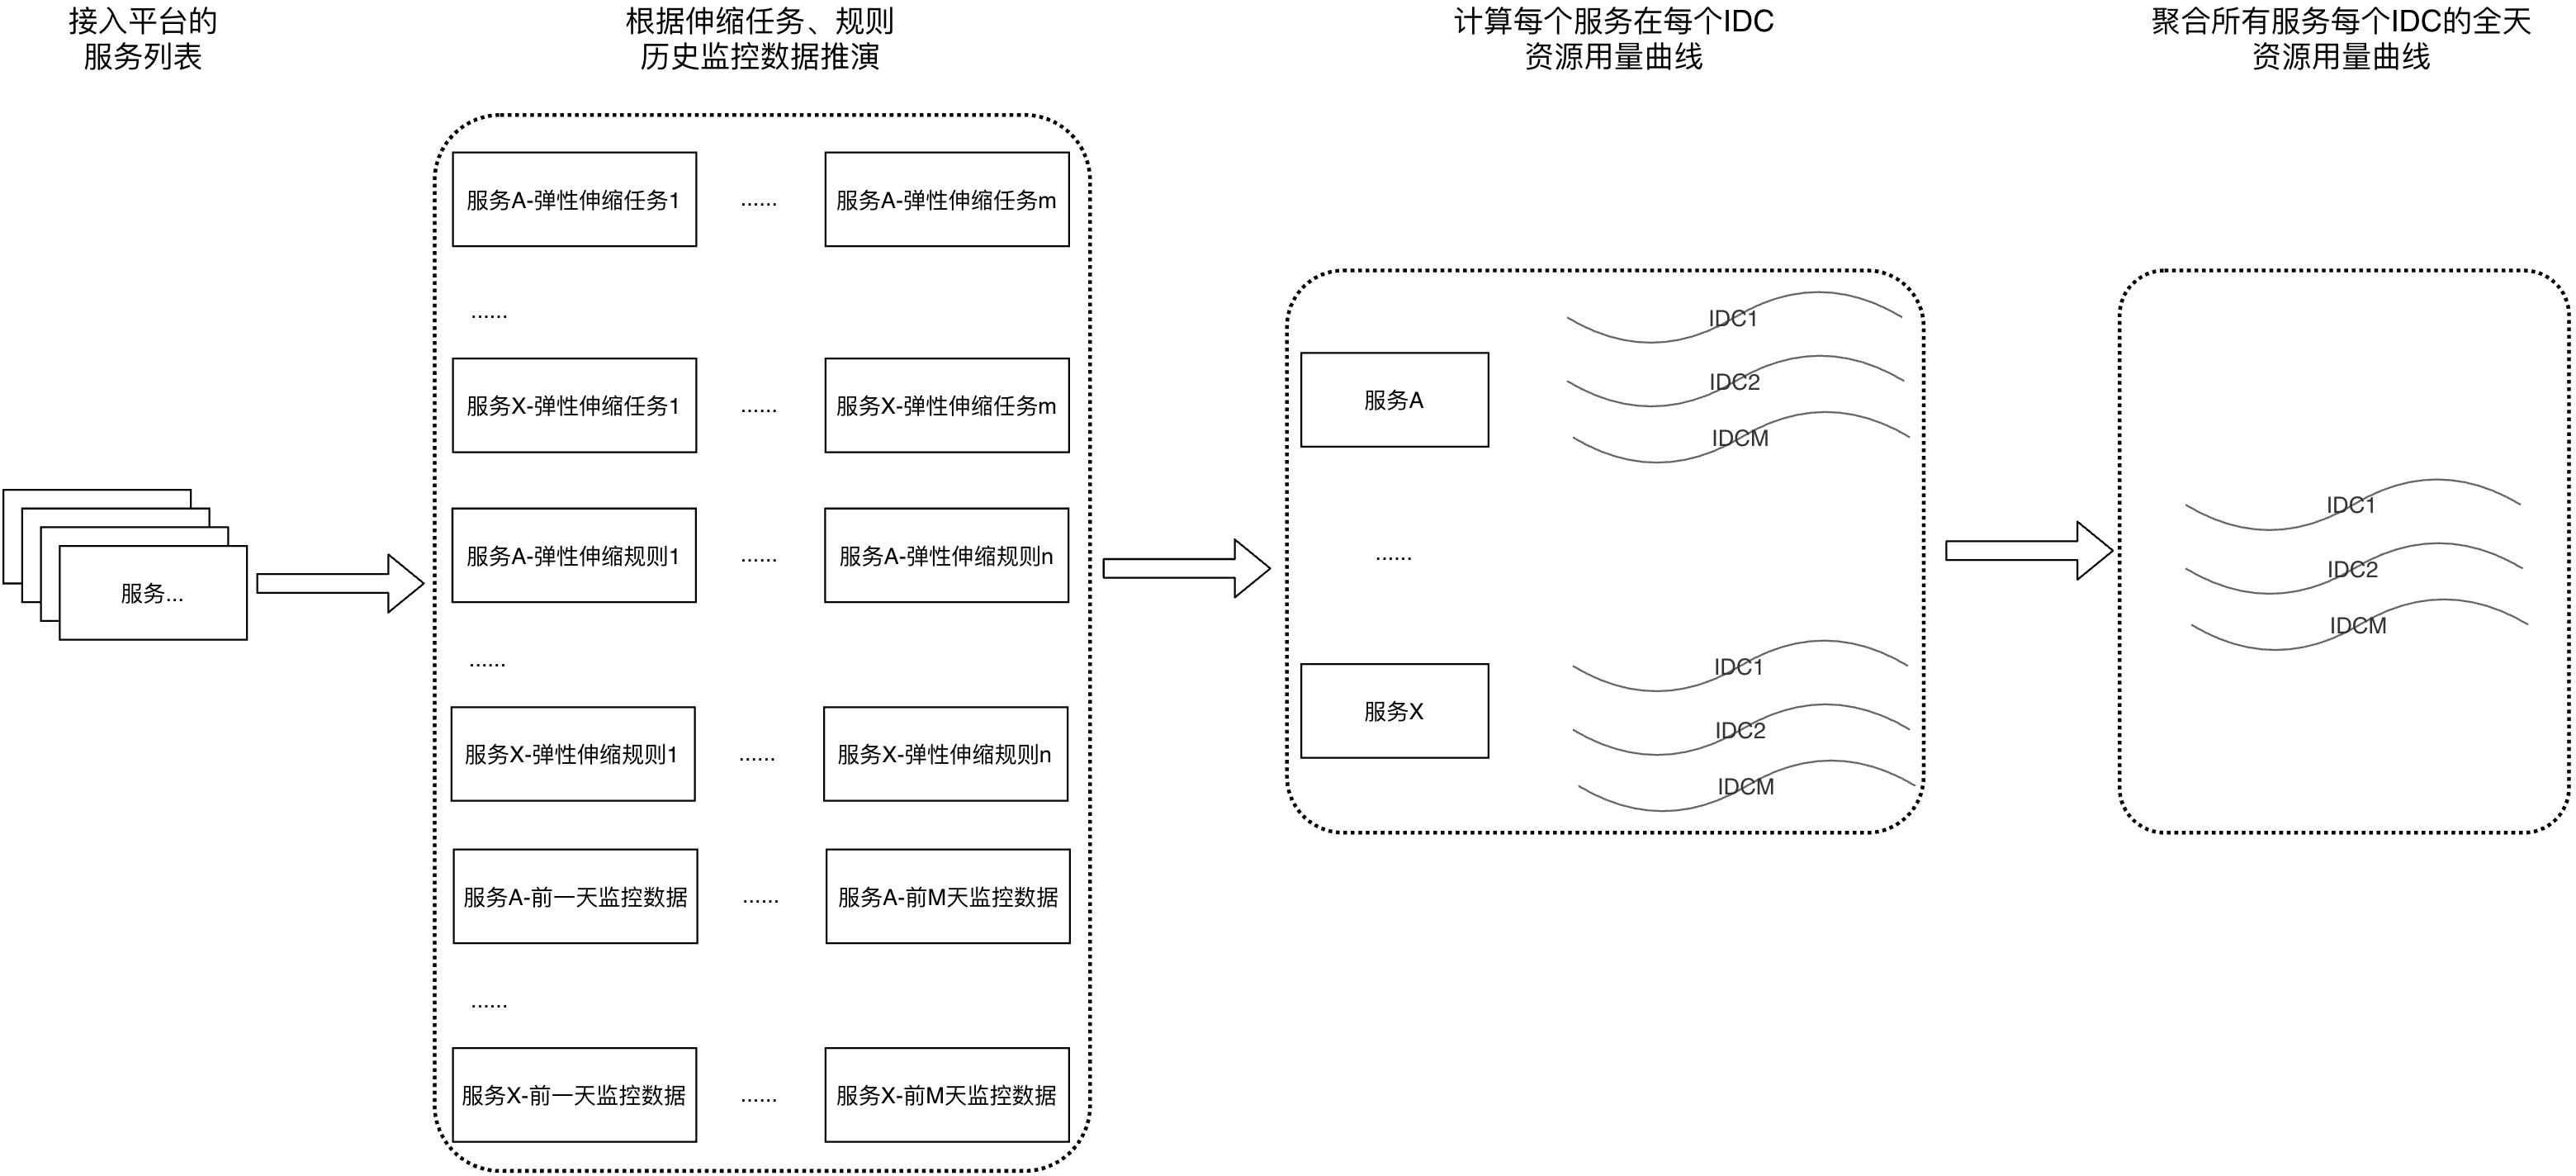 接入平台的
服务列表
根据伸缩任务、规则
历史监控数据推演
计算每个服务在每个IDC
资源用量曲线
聚合所有服务每个IDC的全天
资源用量曲线
服务...
服务A-弹性伸缩任务1
......
服务A-弹性伸缩任务m
......
服务X-弹性伸缩任务1
......
服务X-弹性伸缩任务m
服务A-弹性伸缩规则1
......
服务A-弹性伸缩规则n
......
服务X-弹性伸缩规则1
......
服务X-弹性伸缩规则n
服务A-前一天监控数据
......
服务A-前M天监控数据
......
服务X-前一天监控数据
......
服务X-前M天监控数据
服务A
IDC1
IDC2
IDCM
......
服务X
IDC1
IDC2
IDCM
IDC1
IDC2
IDCM